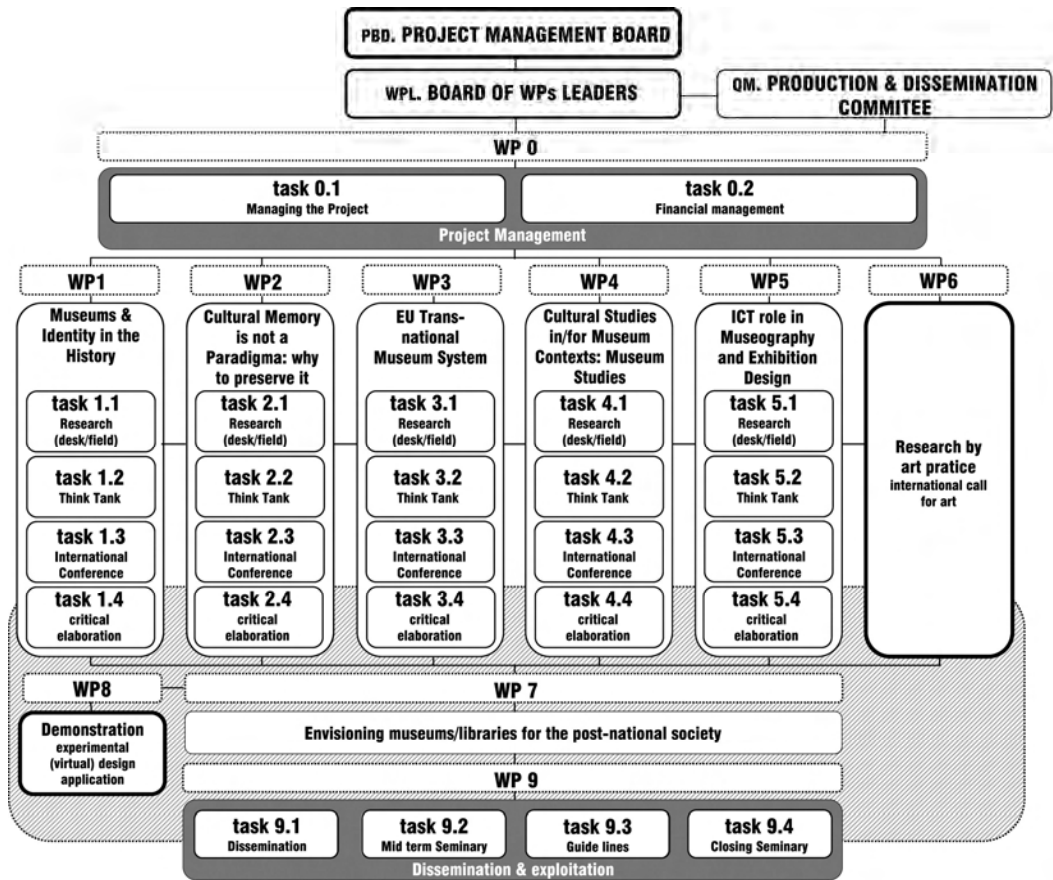 PBD. PROJECT MANAGEMENT BOARD
WPL. BOARD OF WPs LEADERS
QM. PRODUCTION & DISSEMINATION
COMMITEE
WP 0
task 0.1
Managing the Project
task 0.2
Financial management
Project Management
WP1
WP2
WP3
WP4
WP5
WP6
Museums &
Identity in the
History
task 1.1
Research
(desk/field)
task 1.2
Think Tank
task 1.3
International
Conference
task 1.4
critical
elaboration
Cultural Memory
is not a
Paradigma: why
to preserve it
task 2.1
Research
(desk/field)
task 2.2
Think Tank
task 2.3
International
Conference
task 2.4
critical
elaboration
EU Trans-
national
Museum System
task 3.1
Research
(desk/field)
task 3.2
Think Tank
task 3.3
International
Conference
task 3.4
critical
elaboration
Cultural Studies
in/for Museum
Contexts: Museum
Studies
task 4.1
Research
(desk/field)
task 4.2
Think Tank
task 4.3
International
Conference
task 4.4
critical
elaboration
ICT role in
Museography
and Exhibition
Design
task 5.1
Research
(desk/field)
task 5.2
Think Tank
task 5.3
International
Conference
task 5.4
critical
elaboration
Research by
art pratice
international call
for art
WP8
Demonstration
experimental
(virtual) design
application
WP 7
Envisioning museums/libraries for the post-national society
WP 9
task 9.1
Dissemination
task 9.2
Mid term Seminary
task 9.3
Guide lines
task 9.4
Closing Seminary
Dissemination & exploitation